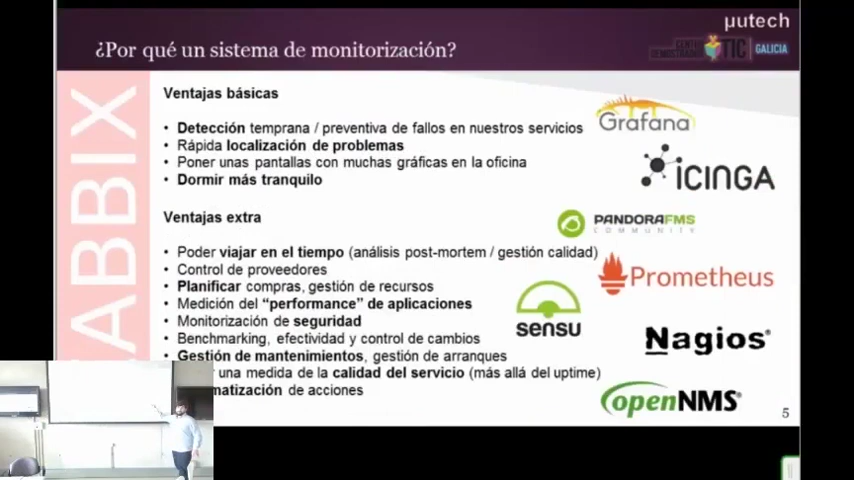 µutech
¿Por qué un sistema de monitorización?
TIC
GALICIA
ABBIX
Ventajas básicas
• Detección temprana / preventiva de fallos en nuestros servicios
• Rápida localización de problemas
• Poner unas pantallas con muchas gráficas en la oficina
• Dormir más tranquilo
Grafana
ICINGA
Ventajas extra
PANDORAFMS
COMMUNITY
• Poder viajar en el tiempo (análisis post-mortem / gestión calidad)
• Control de proveedores
• Planificar compras, gestión de recursos
• Medición del “performance” de aplicaciones
• Monitorización de seguridad
• Benchmarking, efectividad y control de cambios
• Gestión de mantenimientos, gestión de arranques
una medida de la calidad del servicio (más allá del uptime)
matización de acciones
Prometheus
sensu
Nagios®
openNMS®
5